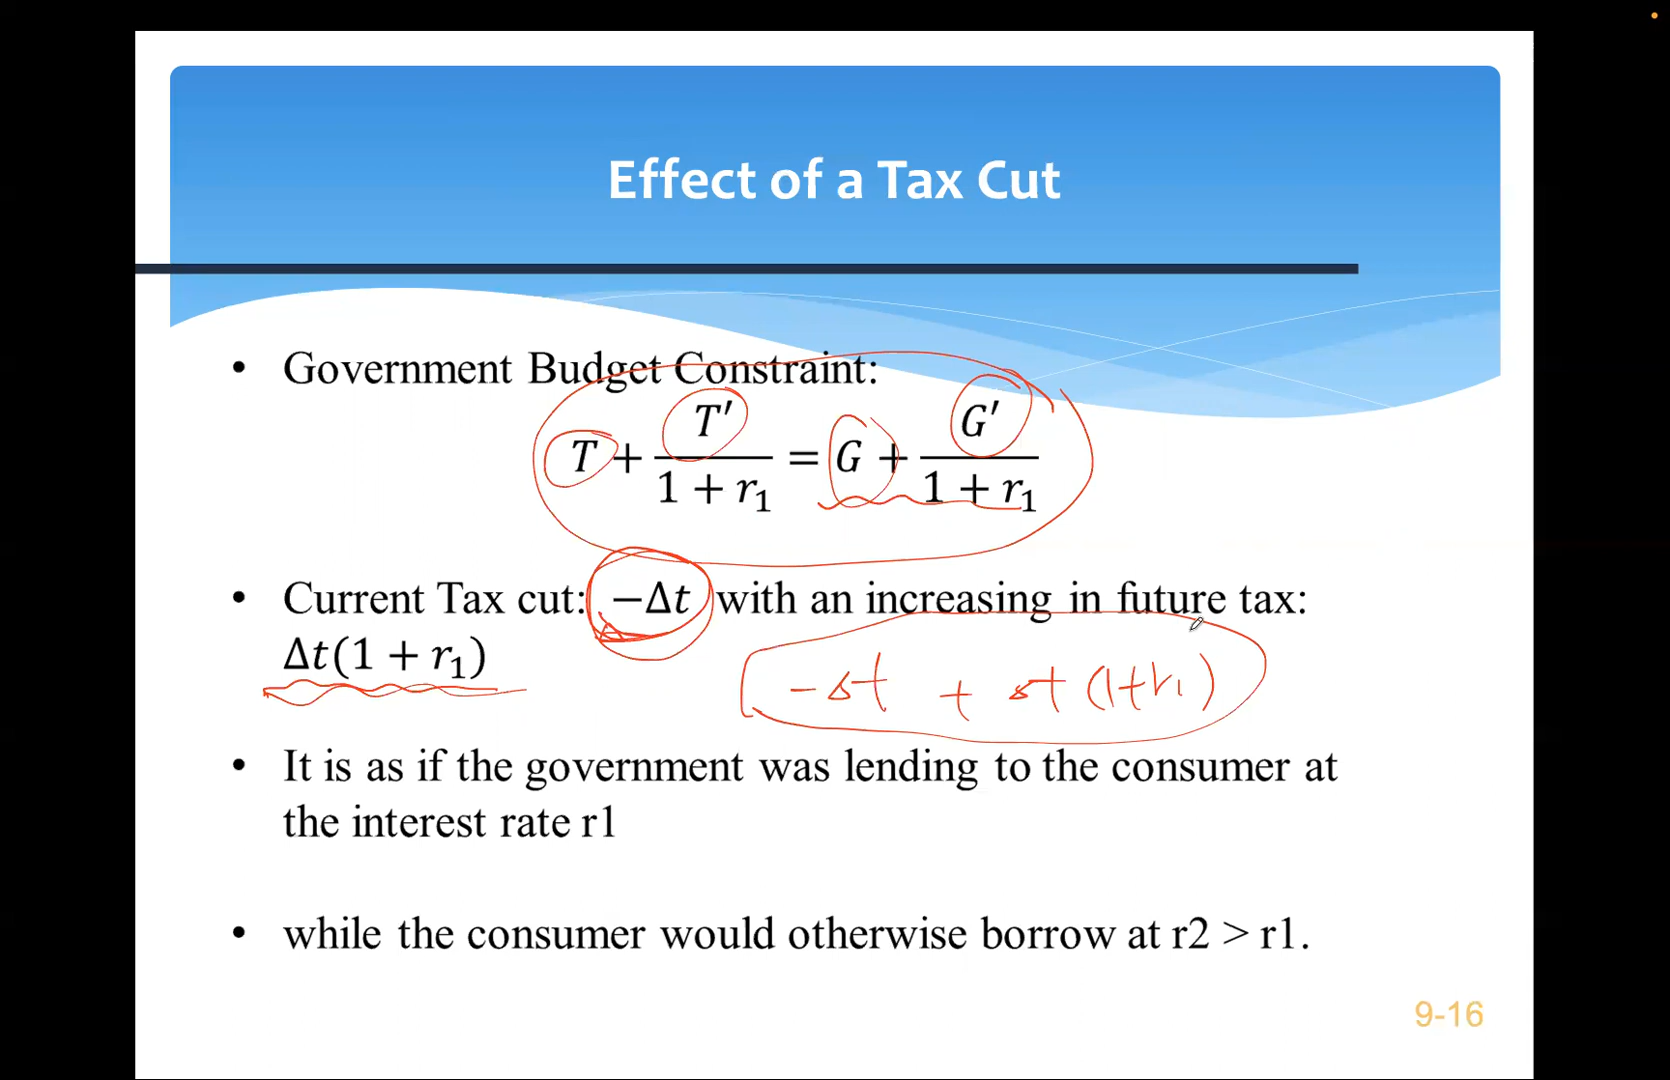 Effect of a Tax Cut
• Government Budget Constraint:
T + T′/(1 + r₁) = G + G′/(1 + r₁)
• Current Tax cut: −Δt with an increasing in future tax:
Δt(1 + r₁)
−Δt + Δt (1+r₁)
• It is as if the government was lending to the consumer at
the interest rate r1
• while the consumer would otherwise borrow at r2 > r1.
9-16